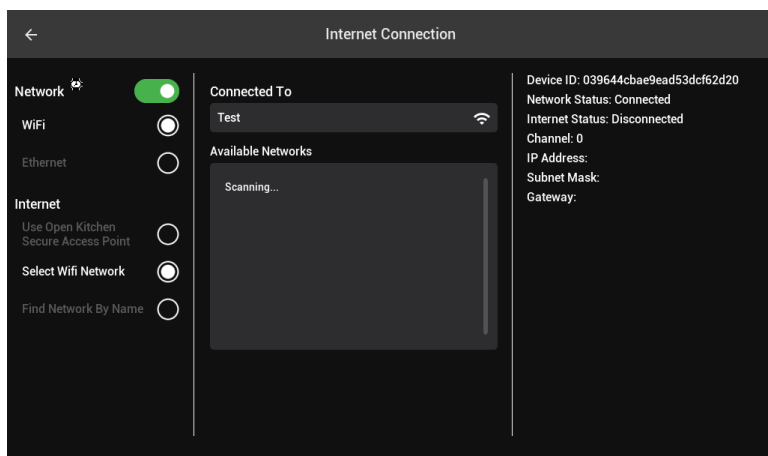 Internet Connection
Network
WiFi
Ethernet
Internet
Use Open Kitchen
Secure Access Point
Select Wifi Network
Find Network By Name
Connected To
Test
Available Networks
Scanning...
Device ID: 039644cbae9ead53dcf62d20
Network Status: Connected
Internet Status: Disconnected
Channel: 0
IP Address:
Subnet Mask:
Gateway: